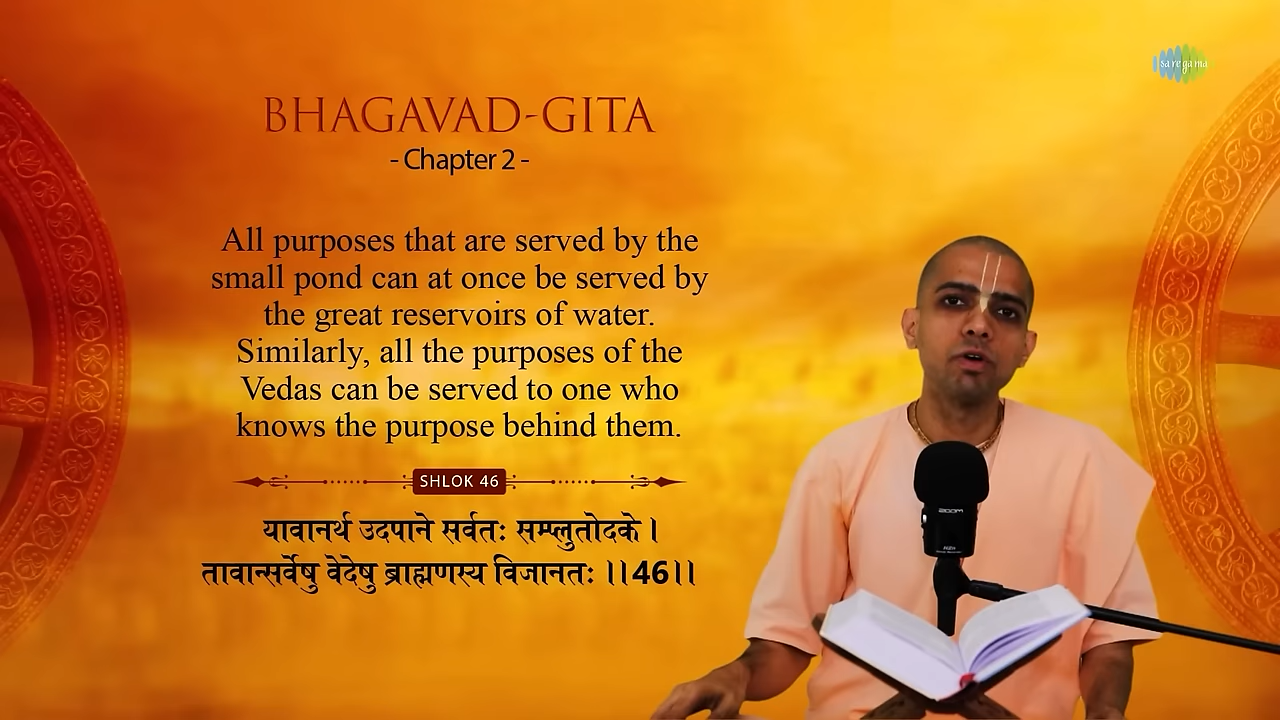 saregama
BHAGAVAD-GITA
- Chapter 2 -
All purposes that are served by the
small pond can at once be served by
the great reservoirs of water.
Similarly, all the purposes of the
Vedas can be served to one who
knows the purpose behind them.
SHLOK 46
यावानर्थ उदपाने सर्वतः सम्प्लुतोदके ।
तावान्सर्वेषु वेदेषु ब्राह्मणस्य विजानतः ।।46।।
zoom